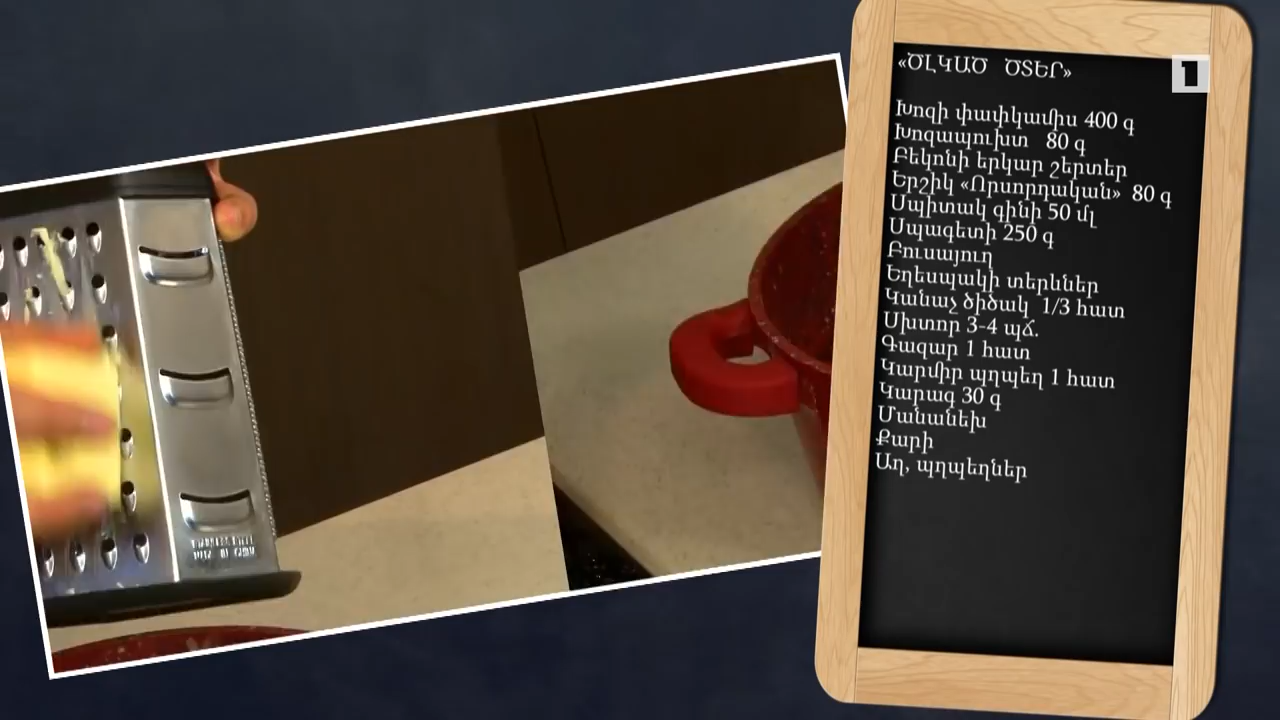 «ԾԼԿԱԾ ԾՏԵՐ»
1
Խոզի փափկամիս 400 գ
Խոզապուխտ 80 գ
Բեկոնի երկար շերտեր
Երշիկ «Որսորդական» 80 գ
Սպիտակ գինի 50 մլ
Սպագետի 250 գ
Բուսայուղ
Եղեսպակի տերևներ
Կանաչ ծիծակ 1/3 հատ
Սխտոր 3-4 պճ.
Գազար 1 հատ
Կարմիր պղպեղ 1 հատ
Կարագ 30 գ
Մանանեխ
Քարի
Աղ, պղպեղներ